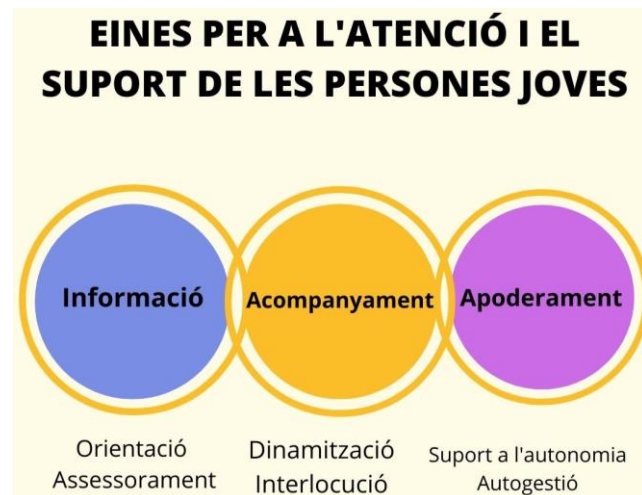 EINES PER A L'ATENCIÓ I EL
SUPORT DE LES PERSONES JOVES
Informació
Acompanyament
Apoderament
Orientació
Assessorament
Dinamització
Interlocució
Suport a l'autonomia
Autogestió